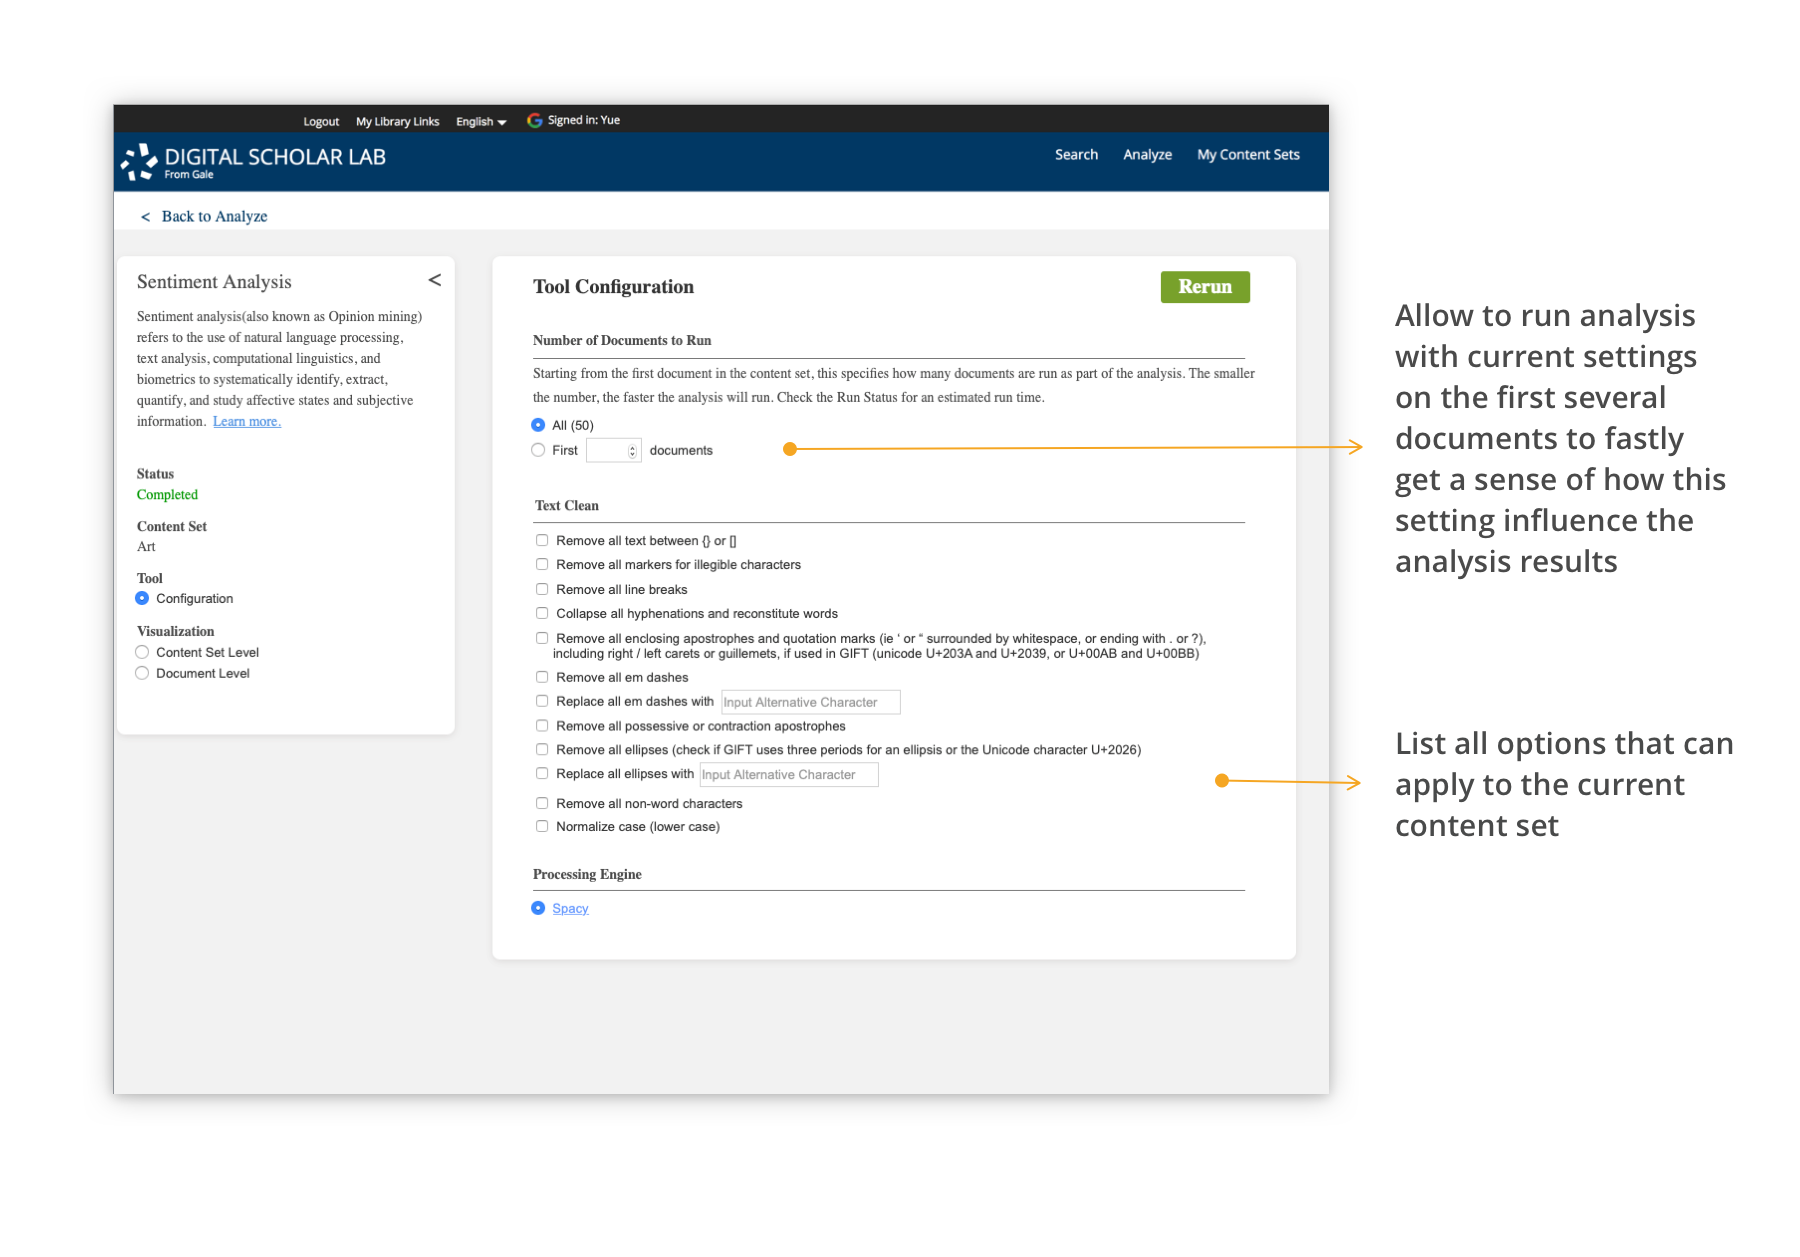 Logout My Library Links English Signed in: Yue
DIGITAL SCHOLAR LAB
From Gale
Search Analyze My Content Sets
< Back to Analyze
Sentiment Analysis <
Sentiment analysis(also known as Opinion mining)
refers to the use of natural language processing,
text analysis, computational linguistics, and
biometrics to systematically identify, extract,
quantify, and study affective states and subjective
information. Learn more.
Status
Completed
Content Set
Art
Tool
Configuration
Visualization
Content Set Level
Document Level
Tool Configuration
Rerun
Number of Documents to Run
Starting from the first document in the content set, this specifies how many documents are run as part of the analysis. The smaller
the number, the faster the analysis will run. Check the Run Status for an estimated run time.
All (50)
First documents
Text Clean
Remove all text between {} or []
Remove all markers for illegible characters
Remove all line breaks
Collapse all hyphenations and reconstitute words
Remove all enclosing apostrophes and quotation marks (ie ‘ or “ surrounded by whitespace, or ending with . or ?),
including right / left carets or guillemets, if used in GIFT (unicode U+203A and U+2039, or U+00AB and U+00BB)
Remove all em dashes
Replace all em dashes with Input Alternative Character
Remove all possessive or contraction apostrophes
Remove all ellipses (check if GIFT uses three periods for an ellipsis or the Unicode character U+2026)
Replace all ellipses with Input Alternative Character
Remove all non-word characters
Normalize case (lower case)
Processing Engine
Spacy
Allow to run analysis
with current settings
on the first several
documents to fastly
get a sense of how this
setting influence the
analysis results
List all options that can
apply to the current
content set